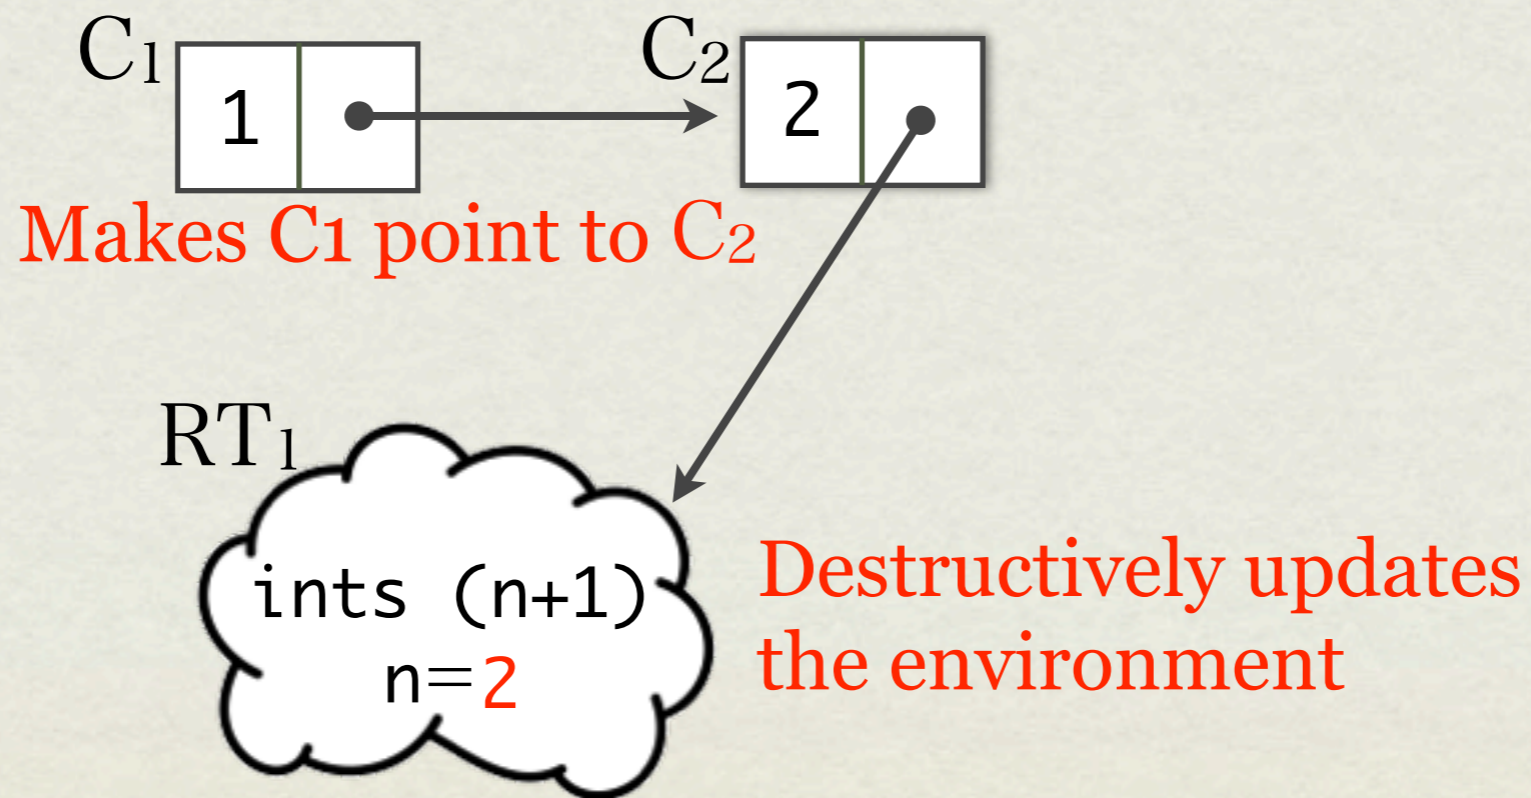 C1 1 C2 2
Makes C1 point to C2
RT1
ints (n+1)
n=2
Destructively updates
the environment